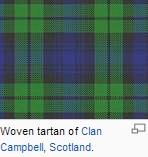 Woven tartan of Clan
Campbell, Scotland.